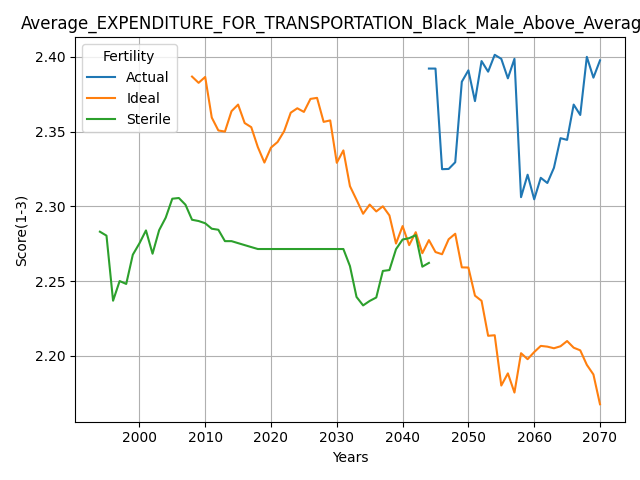 Average_EXPENDITURE_FOR_TRANSPORTATION_Black_Male_Above_Averag
Fertility
Actual
Ideal
Sterile
Score(1-3)
2.40
2.35
2.30
2.25
2.20
2000 2010 2020 2030 2040 2050 2060 2070
Years